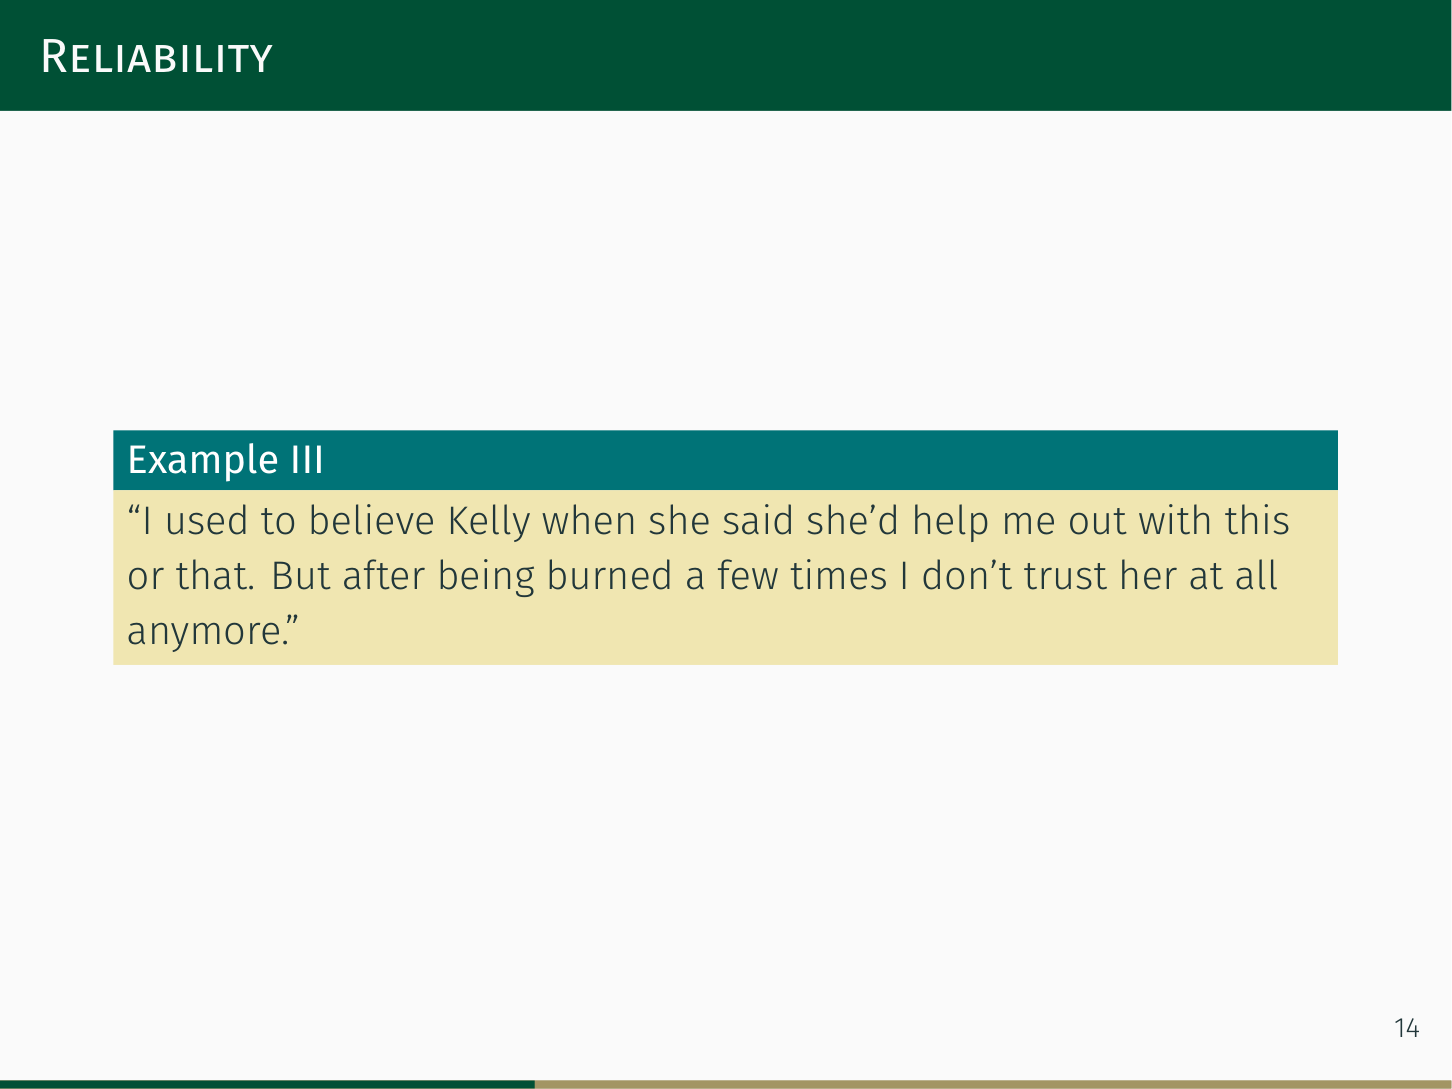 RELIABILITY
Example III
“I used to believe Kelly when she said she’d help me out with this
or that. But after being burned a few times I don’t trust her at all
anymore.”
14